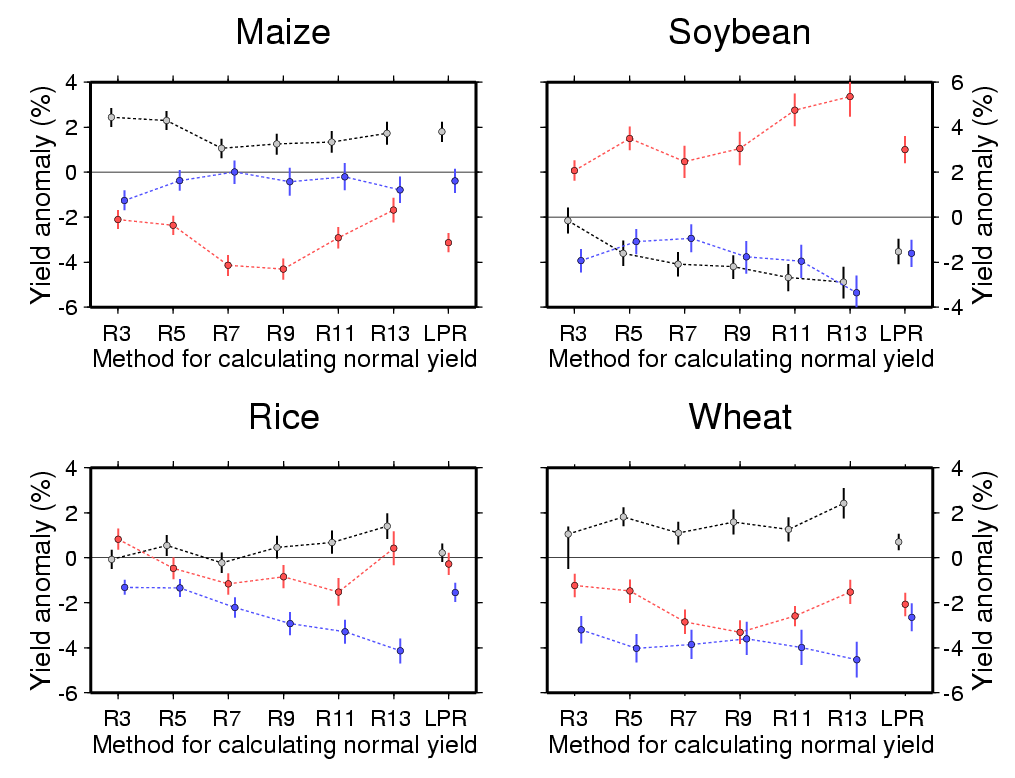 Maize
Soybean
Yield anomaly (%)
4
2
0
-2
-4
-6
R3 R5 R7 R9 R11 R13 LPR
Method for calculating normal yield
6
4
2
0
-2
-4
Yield anomaly (%)
R3 R5 R7 R9 R11 R13 LPR
Method for calculating normal yield
Rice
Wheat
Yield anomaly (%)
4
2
0
-2
-4
-6
R3 R5 R7 R9 R11 R13 LPR
Method for calculating normal yield
4
2
0
-2
-4
-6
Yield anomaly (%)
R3 R5 R7 R9 R11 R13 LPR
Method for calculating normal yield